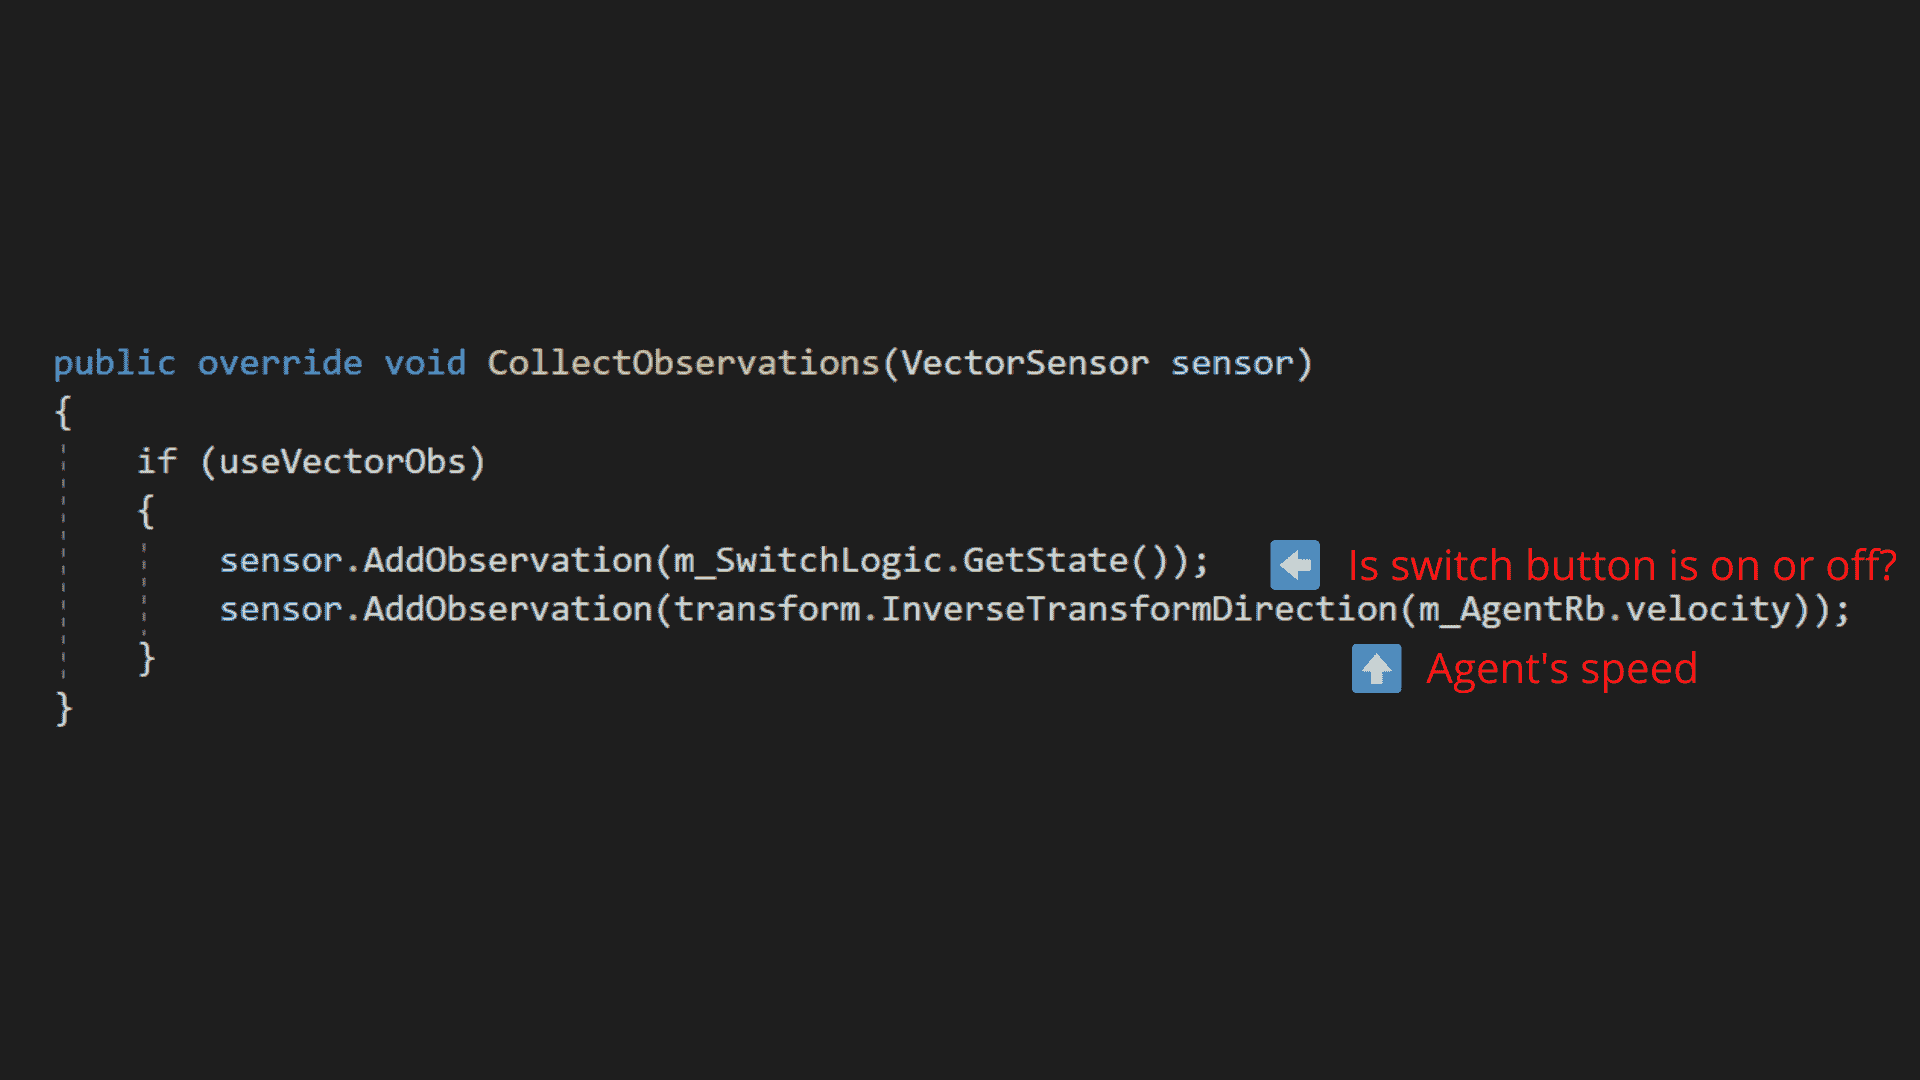 public override void CollectObservations(VectorSensor sensor)
{
if (useVectorObs)
{
sensor.AddObservation(m_SwitchLogic.GetState()); Is switch button is on or off?
sensor.AddObservation(transform.InverseTransformDirection(m_AgentRb.velocity));
} Agent's speed
}